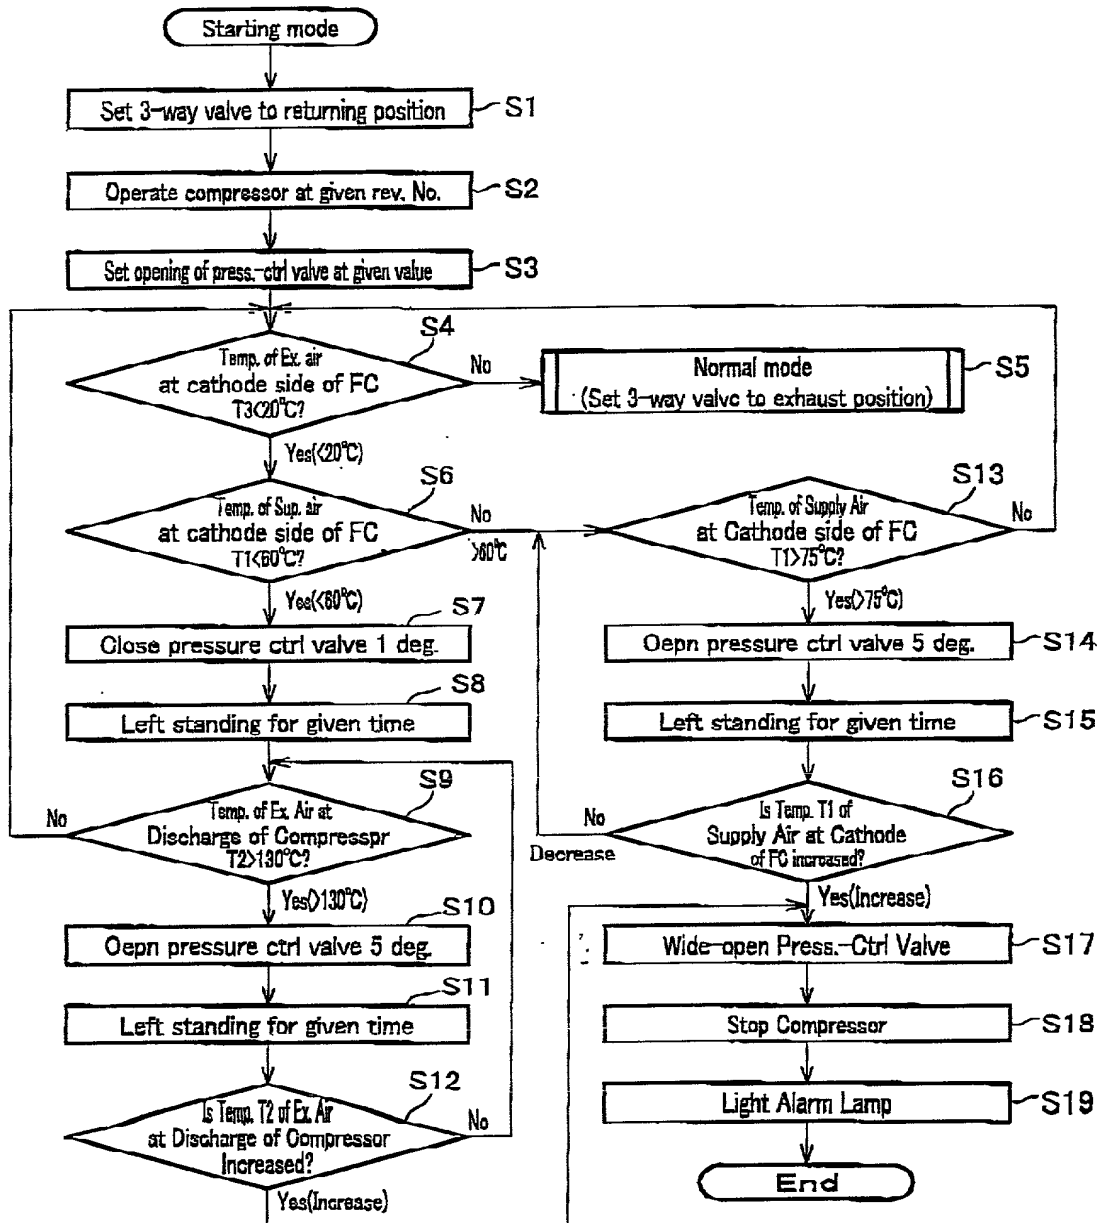 Starting mode
Set 3-way valve to returning position
S1
Operate compressor at given rev. No.
S2
Set opening of press.-ctrl valve at given value
S3
S4
Temp. of Ex. air
at cathode side of FC
T3<20°C?
No
Normal mode
(Set 3-way valve to exhaust position)
S5
Yes(<20°C)
S6
Temp. of Sup. air
at cathode side of FC
T1<60°C?
No
>60°C
S13
Temp. of Supply Air
at Cathode side of FC
T1>75°C?
No
Yes(<60°C)
Yes(>75°C)
S7
Close pressure ctrl valve 1 deg.
Oepn pressure ctrl valve 5 deg.
S14
S8
Left standing for given time
Left standing for given time
S15
S9
Temp. of Ex. Air at
Discharge of Compresspr
T2>130°C?
No
S16
Is Temp. T1 of
Supply Air at Cathode
of FC increased?
No
Decrease
Yes(>130°C)
Yes(Increase)
S10
Oepn pressure ctrl valve 5 deg.
Wide-open Press.-Ctrl Valve
S17
S11
Left standing for given time
Stop Compressor
S18
S12
Is Temp. T2 of Ex. Air
at Discharge of Compressor
Increased?
No
Light Alarm Lamp
S19
Yes(Increase)
End